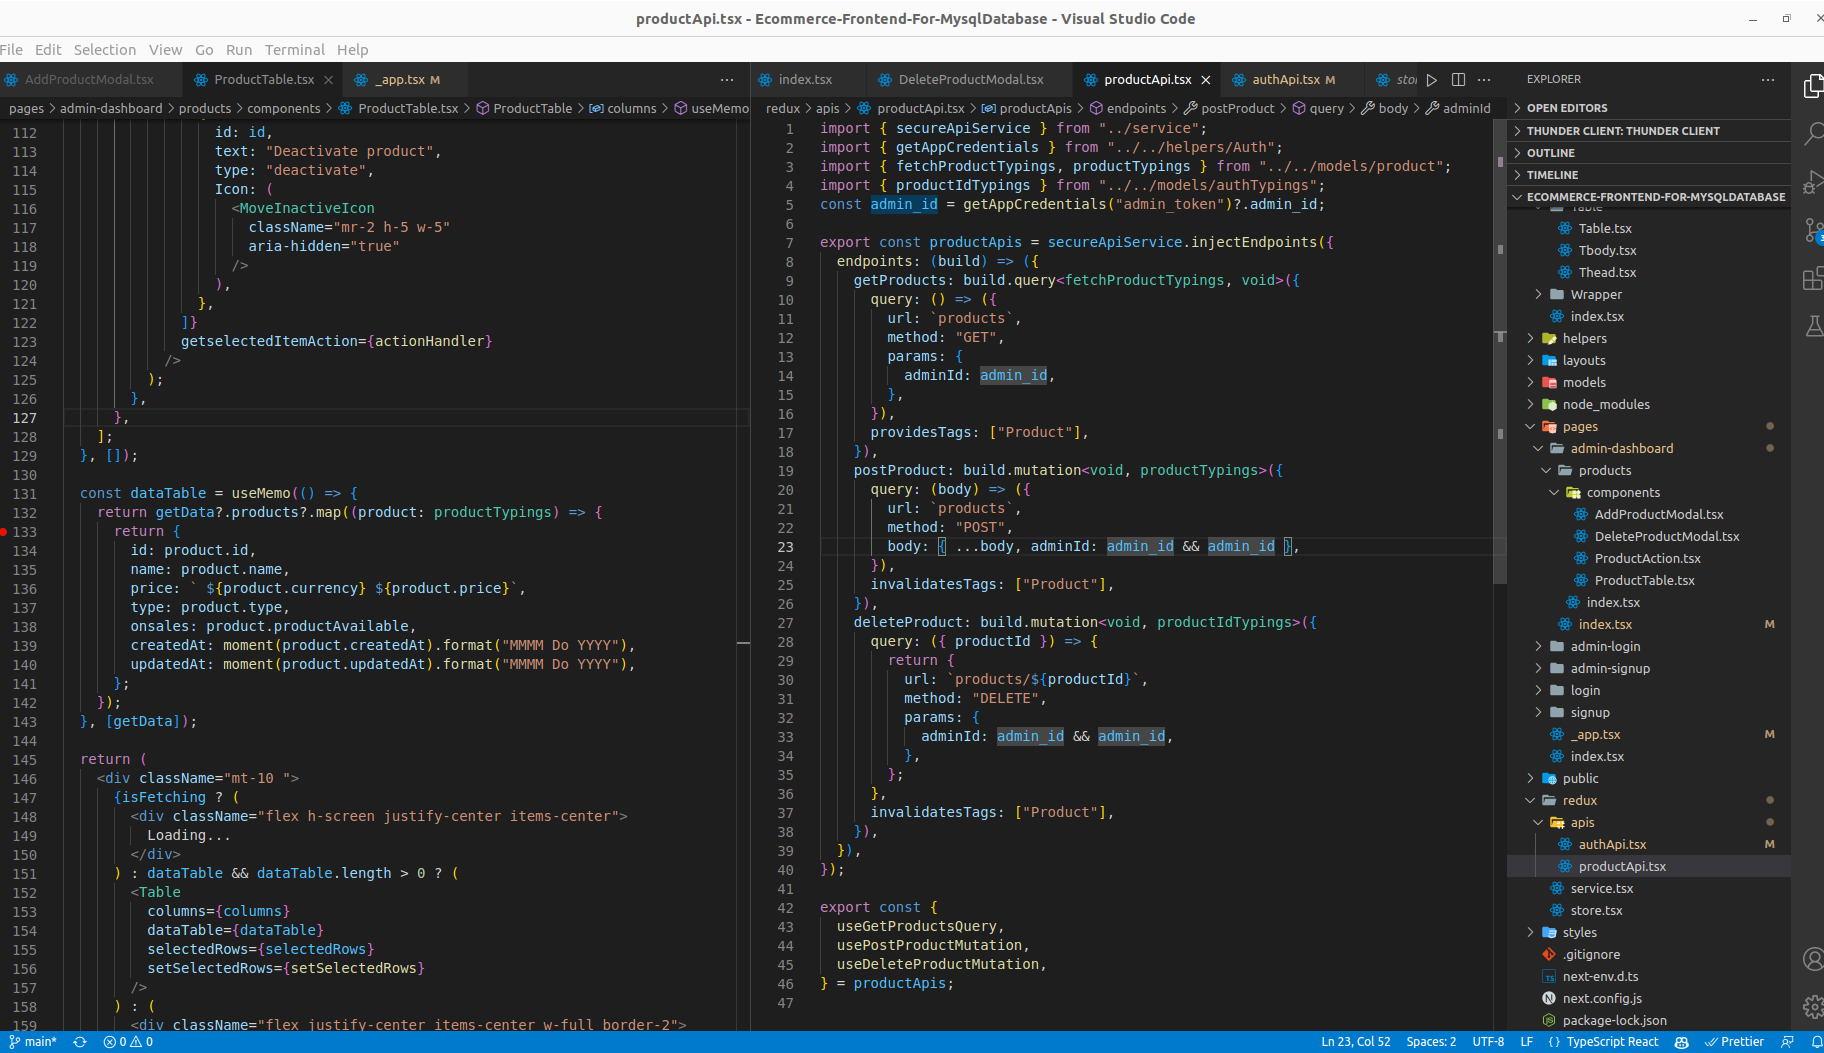 productApi.tsx - Ecommerce-Frontend-For-MysqlDatabase - Visual Studio Code
File Edit Selection View Go Run Terminal Help
AddProductModal.tsx ProductTable.tsx _app.tsx M
pages > admin-dashboard > products > components > ProductTable.tsx > ProductTable > columns > useMemo
112 id: id,
113 text: "Deactivate product",
114 type: "deactivate",
115 Icon: (
116 <MoveInactiveIcon
117 className="mr-2 h-5 w-5"
118 aria-hidden="true"
119 />
120 ),
121 },
122 ]}
123 getselectedItemAction={actionHandler}
124 />
125 );
126 },
127 },
128 ];
129 }, []);
130
131 const dataTable = useMemo(() => {
132 return getData?.products?.map((product: productTypings) => {
133 return {
134 id: product.id,
135 name: product.name,
136 price: ` ${product.currency} ${product.price}`,
137 type: product.type,
138 onsales: product.productAvailable,
139 createdAt: moment(product.createdAt).format("MMMM Do YYYY"),
140 updatedAt: moment(product.updatedAt).format("MMMM Do YYYY"),
141 };
142 });
143 }, [getData]);
144
145 return (
146 <div className="mt-10 ">
147 {isFetching ? (
148 <div className="flex h-screen justify-center items-center">
149 Loading...
150 </div>
151 ) : dataTable && dataTable.length > 0 ? (
152 <Table
153 columns={columns}
154 dataTable={dataTable}
155 selectedRows={selectedRows}
156 setSelectedRows={setSelectedRows}
157 />
158 ) : (
159 <div className="flex justify-center items-center w-full border-2">
index.tsx DeleteProductModal.tsx productApi.tsx authApi.tsx M
redux > apis > productApi.tsx > productApis > endpoints > postProduct > query > body > adminId
1 import { secureApiService } from "../service";
2 import { getAppCredentials } from "../../helpers/Auth";
3 import { fetchProductTypings, productTypings } from "../../models/product";
4 import { productIdTypings } from "../../models/authTypings";
5 const admin_id = getAppCredentials("admin_token")?.admin_id;
6
7 export const productApis = secureApiService.injectEndpoints({
8 endpoints: (build) => ({
9 getProducts: build.query<fetchProductTypings, void>({
10 query: () => ({
11 url: `products`,
12 method: "GET",
13 params: {
14 adminId: admin_id,
15 },
16 }),
17 providesTags: ["Product"],
18 }),
19 postProduct: build.mutation<void, productTypings>({
20 query: (body) => ({
21 url: `products`,
22 method: "POST",
23 body: { ...body, adminId: admin_id && admin_id },
24 }),
25 invalidatesTags: ["Product"],
26 }),
27 deleteProduct: build.mutation<void, productIdTypings>({
28 query: ({ productId }) => {
29 return {
30 url: `products/${productId}`,
31 method: "DELETE",
32 params: {
33 adminId: admin_id && admin_id,
34 },
35 };
36 },
37 invalidatesTags: ["Product"],
38 }),
39 }),
40 });
41
42 export const {
43 useGetProductsQuery,
44 usePostProductMutation,
45 useDeleteProductMutation,
46 } = productApis;
47
EXPLORER
OPEN EDITORS
THUNDER CLIENT: THUNDER CLIENT
OUTLINE
TIMELINE
ECOMMERCE-FRONTEND-FOR-MYSQLDATABASE
Table
Table.tsx
Tbody.tsx
Thead.tsx
Wrapper
index.tsx
helpers
layouts
models
node_modules
pages
admin-dashboard
products
components
AddProductModal.tsx
DeleteProductModal.tsx
ProductAction.tsx
ProductTable.tsx
index.tsx
index.tsx M
admin-login
admin-signup
login
signup
_app.tsx M
index.tsx
public
redux
apis
authApi.tsx M
productApi.tsx
service.tsx
store.tsx
styles
.gitignore
next-env.d.ts
next.config.js
package-lock.json
main* 0 0 Ln 23, Col 52 Spaces: 2 UTF-8 LF {} TypeScript React Prettier